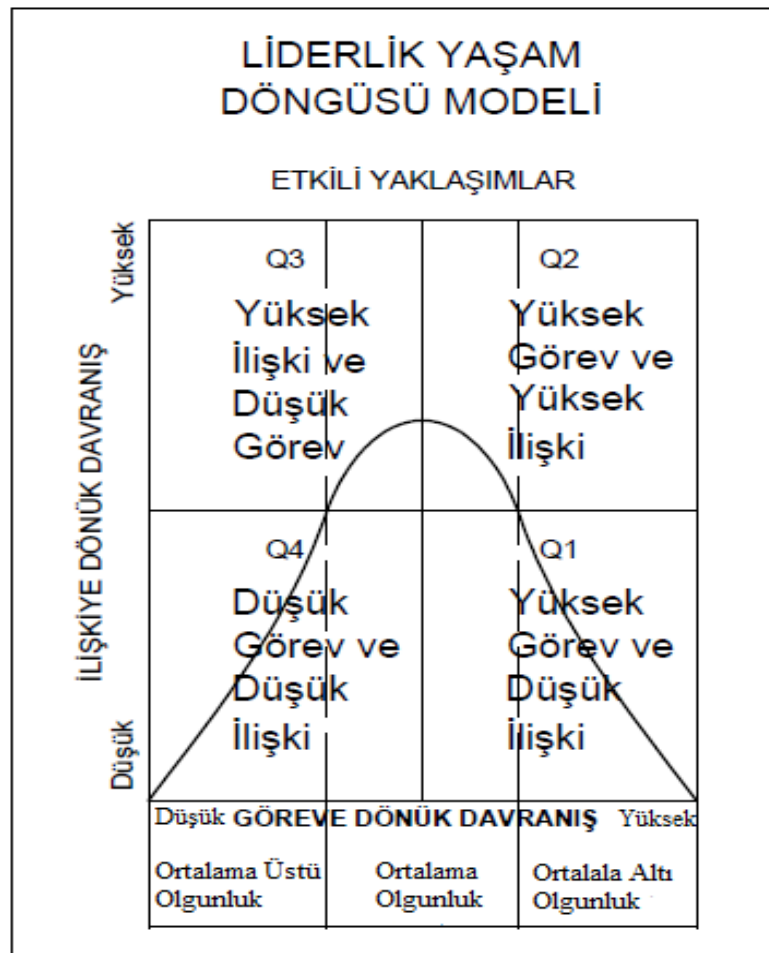 LİDERLİK YAŞAM
DÖNGÜSÜ MODELİ
ETKİLİ YAKLAŞIMLAR
Yüksek
İLİŞKİYE DÖNÜK DAVRANIŞ
Düşük
Q3
Yüksek
İlişki ve
Düşük
Görev
Q2
Yüksek
Görev ve
Yüksek
İlişki
Q4
Düşük
Görev ve
Düşük
İlişki
Q1
Yüksek
Görev ve
Düşük
İlişki
Düşük GÖREVE DÖNÜK DAVRANIŞ Yüksek
Ortalama Üstü
Olgunluk
Ortalama
Olgunluk
Ortalala Altı
Olgunluk